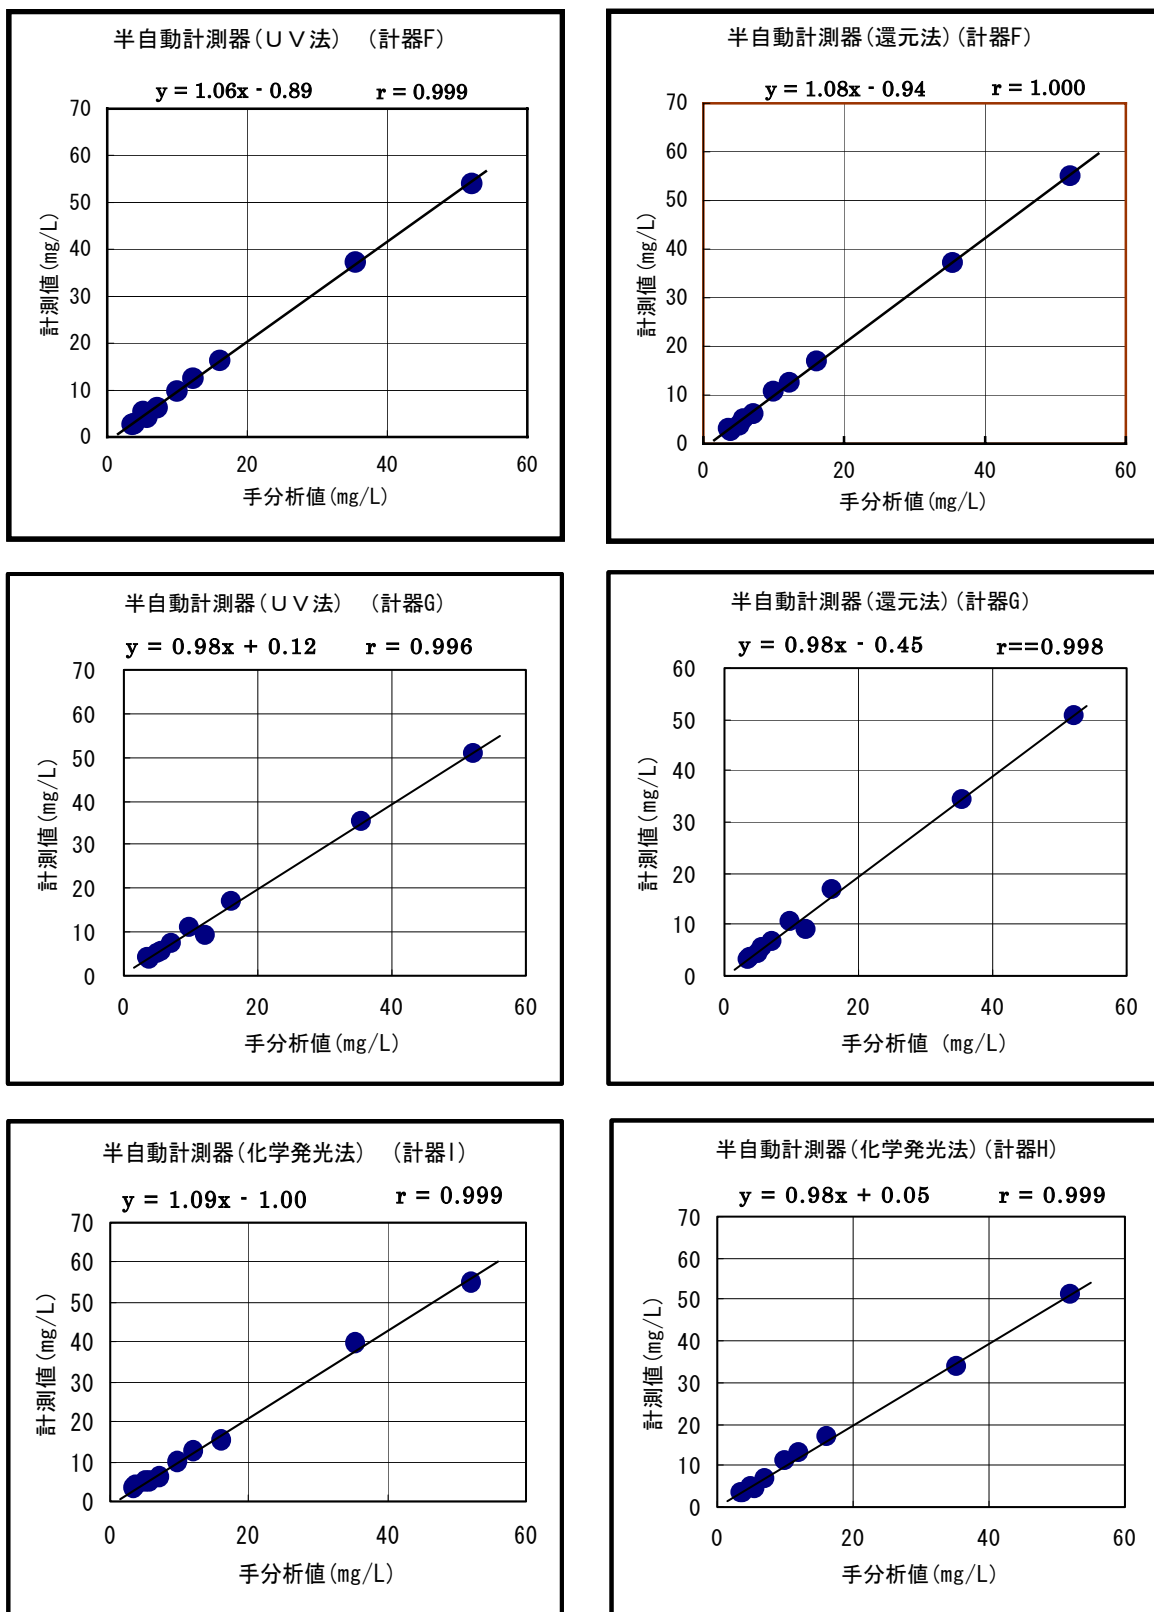 半自動計測器(ＵＶ法) (計器F)
y = 1.06x - 0.89 r = 0.999
70
60
50
40
30
20
10
0
計測値(mg/L)
0 20 40 60
手分析値(mg/L)
半自動計測器(還元法)(計器F)
y = 1.08x - 0.94 r = 1.000
70
60
50
40
30
20
10
0
計測値(mg/L)
0 20 40 60
手分析値(mg/L)
半自動計測器(ＵＶ法) (計器G)
y = 0.98x + 0.12 r = 0.996
70
60
50
40
30
20
10
0
計測値(mg/L)
0 20 40 60
手分析値(mg/L)
半自動計測器(還元法)(計器G)
y = 0.98x - 0.45 r==0.998
60
50
40
30
20
10
0
計測値(mg/L)
0 20 40 60
手分析値 (mg/L)
半自動計測器(化学発光法) (計器I)
y = 1.09x - 1.00 r = 0.999
70
60
50
40
30
20
10
0
計測値(mg/L)
0 20 40 60
手分析値(mg/L)
半自動計測器(化学発光法)(計器H)
y = 0.98x + 0.05 r = 0.999
70
60
50
40
30
20
10
0
計測値(mg/L)
0 20 40 60
手分析値(mg/L)